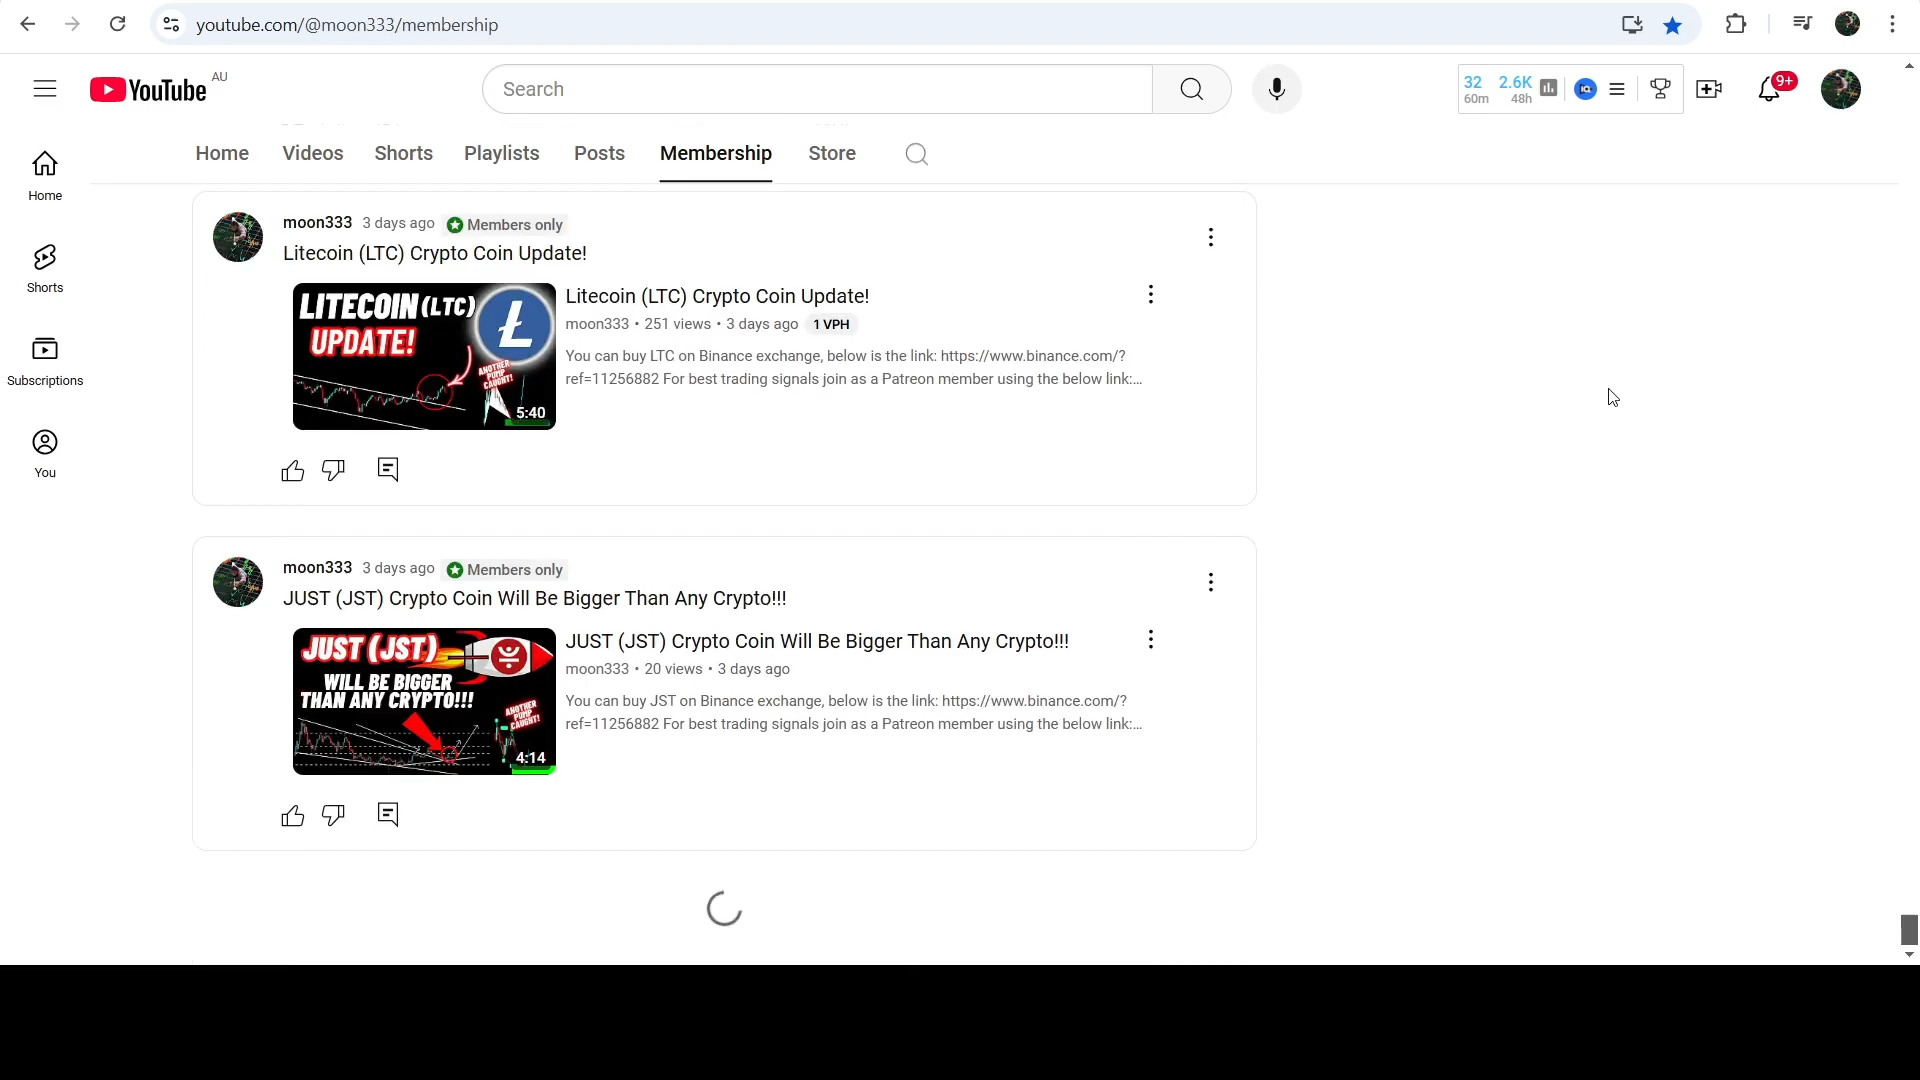 youtube.com/@moon333/membership
YouTube AU
Search
32 2.6K
60m 48h
IQ
9+
Home Videos Shorts Playlists Posts Membership Store
Home
Shorts
Subscriptions
You
moon333 3 days ago Members only
Litecoin (LTC) Crypto Coin Update!
LITECOIN (LTC)
UPDATE!
ANOTHER
PUMP
CAUGHT!
5:40
Litecoin (LTC) Crypto Coin Update!
moon333 • 251 views • 3 days ago 1 VPH
You can buy LTC on Binance exchange, below is the link: https://www.binance.com/?
ref=11256882 For best trading signals join as a Patreon member using the below link:...
moon333 3 days ago Members only
JUST (JST) Crypto Coin Will Be Bigger Than Any Crypto!!!
JUST (JST)
WILL BE BIGGER
THAN ANY CRYPTO!!!
ANOTHER
PUMP
CAUGHT!
4:14
JUST (JST) Crypto Coin Will Be Bigger Than Any Crypto!!!
moon333 • 20 views • 3 days ago
You can buy JST on Binance exchange, below is the link: https://www.binance.com/?
ref=11256882 For best trading signals join as a Patreon member using the below link:...